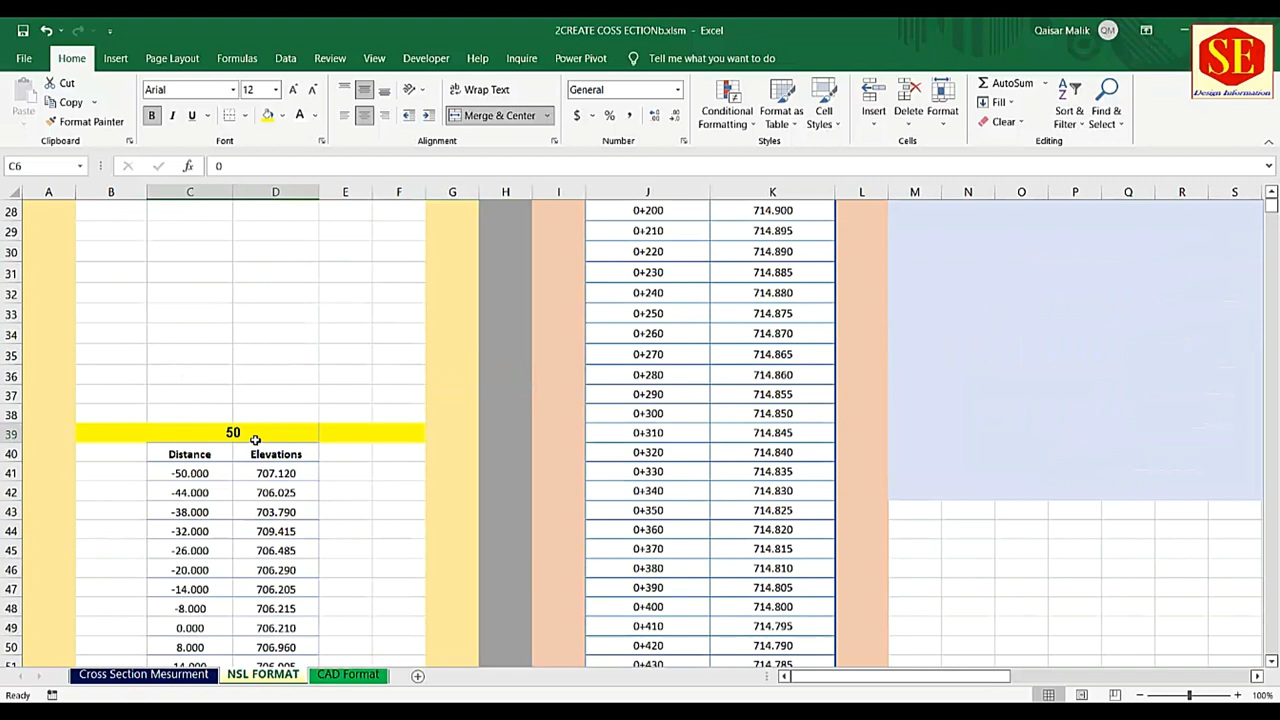 2CREATE COSS ECTIONb.xlsm - Excel
Qaisar Malik QM
SE
Design Information
File Home Insert Page Layout Formulas Data Review View Developer Help Inquire Power Pivot Tell me what you want to do
Paste
Cut
Copy
Format Painter
Clipboard
Arial 12
B I U
Font
Wrap Text
Merge & Center
Alignment
General
$ % ,
Number
Conditional Formatting
Format as Table
Cell Styles
Styles
Insert Delete Format
Cells
AutoSum
Fill
Clear
Sort & Filter
Find & Select
Editing
C6 fx 0
A B C D E F G H I J K L M N O P Q R S
28 0+200 714.900
29 0+210 714.895
30 0+220 714.890
31 0+230 714.885
32 0+240 714.880
33 0+250 714.875
34 0+260 714.870
35 0+270 714.865
36 0+280 714.860
37 0+290 714.855
38 0+300 714.850
39 50 0+310 714.845
40 Distance Elevations 0+320 714.840
41 -50.000 707.120 0+330 714.835
42 -44.000 706.025 0+340 714.830
43 -38.000 703.790 0+350 714.825
44 -32.000 709.415 0+360 714.820
45 -26.000 706.485 0+370 714.815
46 -20.000 706.290 0+380 714.810
47 -14.000 706.205 0+390 714.805
48 -8.000 706.215 0+400 714.800
49 0.000 706.210 0+410 714.795
50 8.000 706.960 0+420 714.790
0+430 714.785
Cross Section Mesurment NSL FORMAT CAD Format
Ready 100%